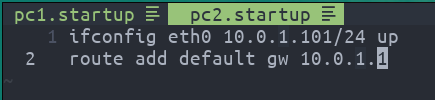 pc1.startup pc2.startup
1 ifconfig eth0 10.0.1.101/24 up
2 route add default gw 10.0.1.1
~